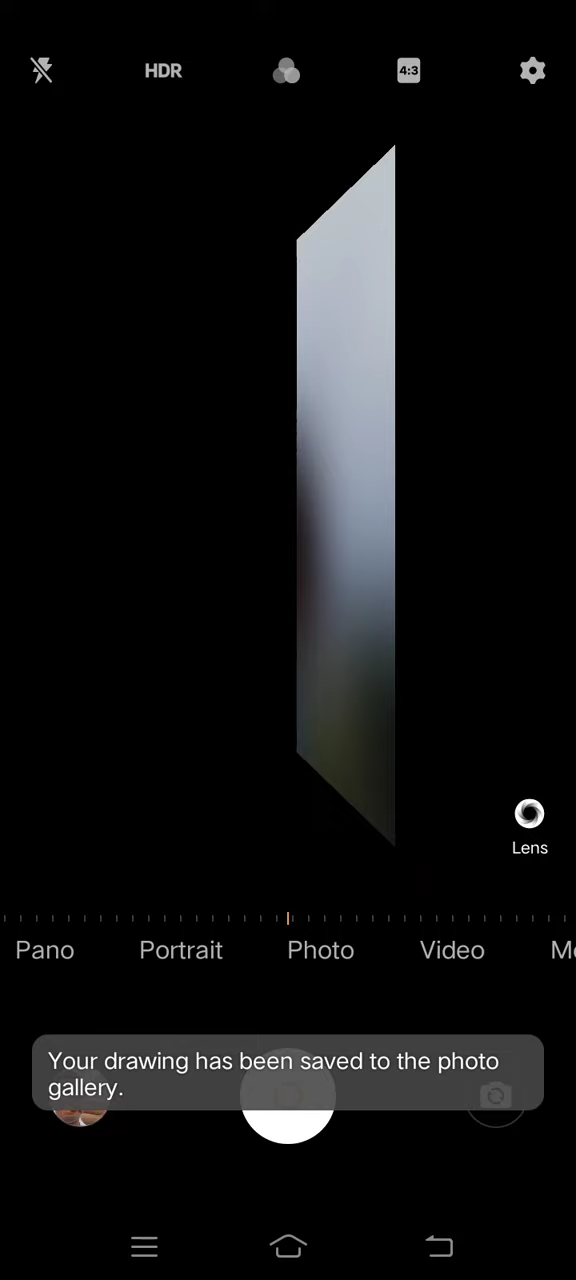 HDR
4:3
Lens
Pano Portrait Photo Video
Your drawing has been saved to the photo
gallery.